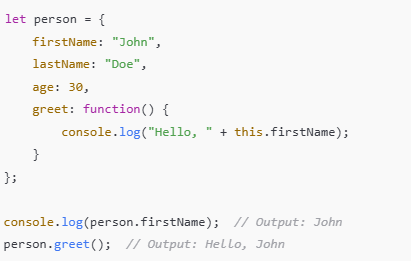 let person = {
    firstName: "John",
    lastName: "Doe",
    age: 30,
    greet: function() {
        console.log("Hello, " + this.firstName);
    }
};

console.log(person.firstName);  // Output: John
person.greet();  // Output: Hello, John